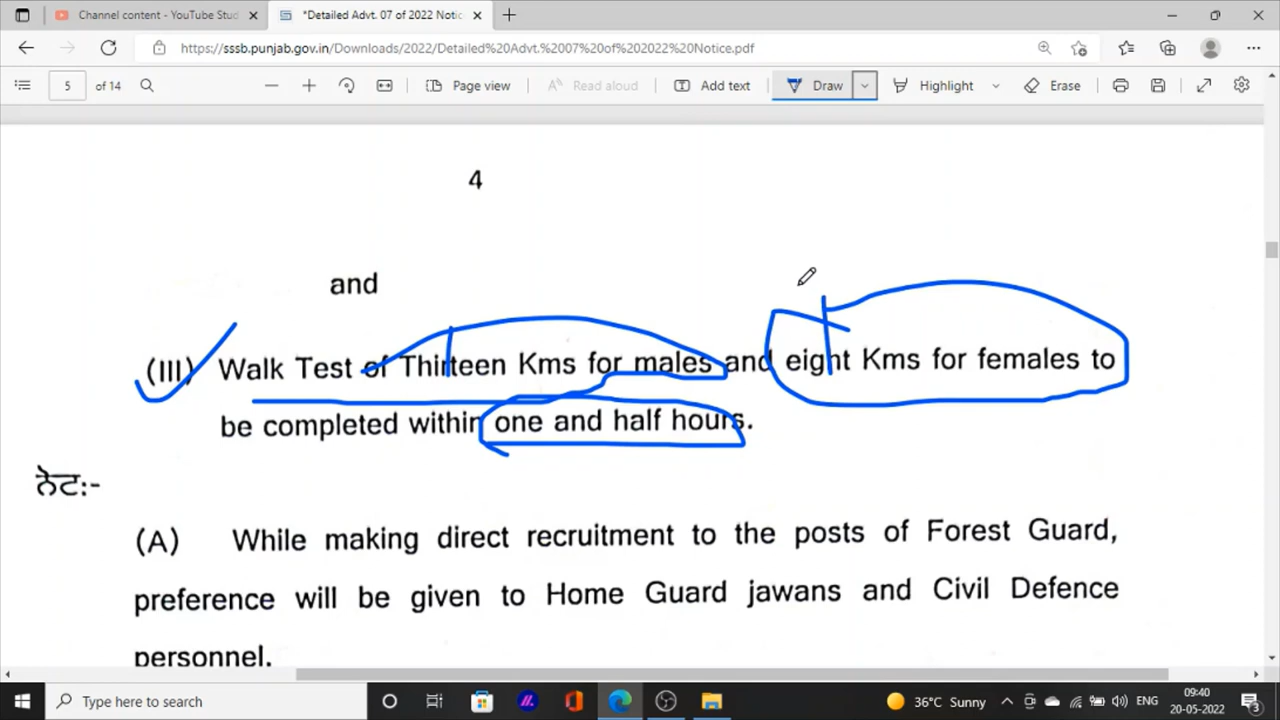 Channel content - YouTube Stud
*Detailed Advt. 07 of 2022 Notic
https://sssb.punjab.gov.in/Downloads/2022/Detailed%20Advt.%2007%20of%202022%20Notice.pdf
5 of 14
Page view
Read aloud
Add text
Draw
Highlight
Erase
4
and
(III) Walk Test of Thirteen Kms for males and eight Kms for females to
be completed within one and half hours.
ਨੋਟ:-
(A) While making direct recruitment to the posts of Forest Guard,
preference will be given to Home Guard jawans and Civil Defence
personnel.
Type here to search
36°C Sunny
ENG
09:40
20-05-2022
3